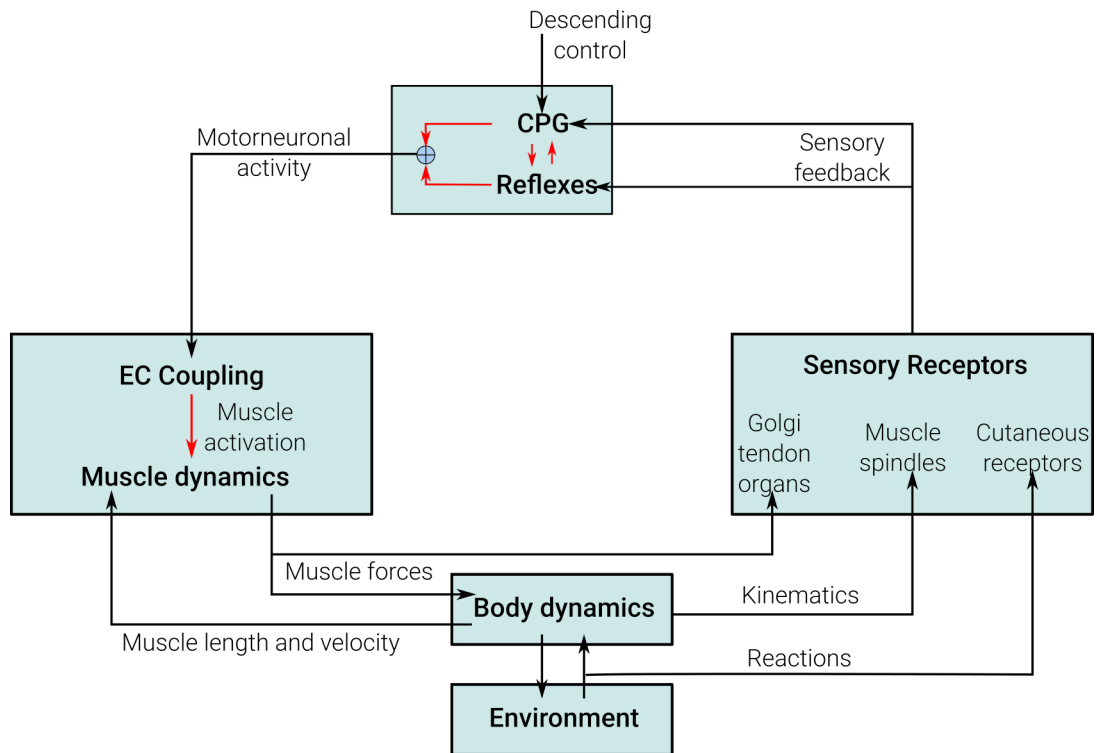 Descending
control
CPG
Reflexes
Motorneuronal
activity
Sensory
feedback
EC Coupling
Muscle
activation
Muscle dynamics
Sensory Receptors
Golgi
tendon
organs
Muscle
spindles
Cutaneous
receptors
Muscle forces
Body dynamics
Kinematics
Muscle length and velocity
Reactions
Environment